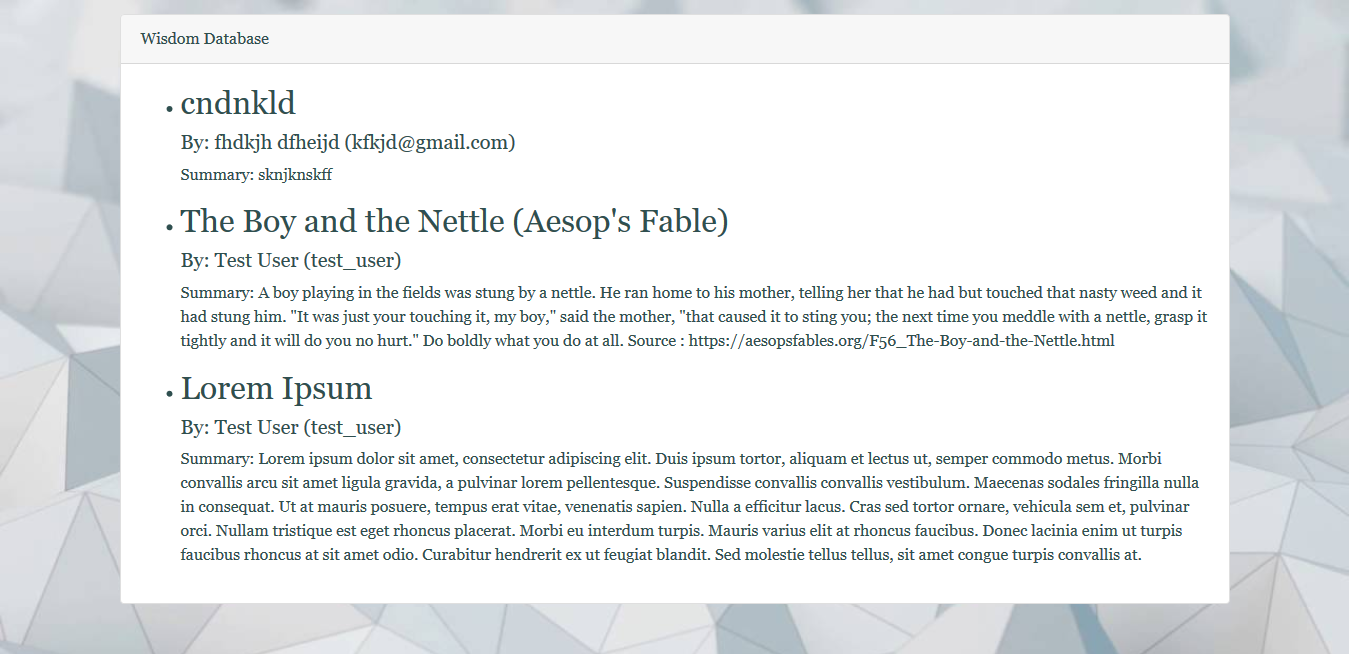 Wisdom Database
cndnkld
By: fhdkjh dfheijd (kfkjd@gmail.com)
Summary: sknjknskff
The Boy and the Nettle (Aesop's Fable)
By: Test User (test_user)
Summary: A boy playing in the fields was stung by a nettle. He ran home to his mother, telling her that he had but touched that nasty weed and it
had stung him. "It was just your touching it, my boy," said the mother, "that caused it to sting you; the next time you meddle with a nettle, grasp it
tightly and it will do you no hurt." Do boldly what you do at all. Source : https://aesopsfables.org/F56_The-Boy-and-the-Nettle.html
Lorem Ipsum
By: Test User (test_user)
Summary: Lorem ipsum dolor sit amet, consectetur adipiscing elit. Duis ipsum tortor, aliquam et lectus ut, semper commodo metus. Morbi
convallis arcu sit amet ligula gravida, a pulvinar lorem pellentesque. Suspendisse convallis convallis vestibulum. Maecenas sodales fringilla nulla
in consequat. Ut at mauris posuere, tempus erat vitae, venenatis sapien. Nulla a efficitur lacus. Cras sed tortor ornare, vehicula sem et, pulvinar
orci. Nullam tristique est eget rhoncus placerat. Morbi eu interdum turpis. Mauris varius elit at rhoncus faucibus. Donec lacinia enim ut turpis
faucibus rhoncus at sit amet odio. Curabitur hendrerit ex ut feugiat blandit. Sed molestie tellus tellus, sit amet congue turpis convallis at.